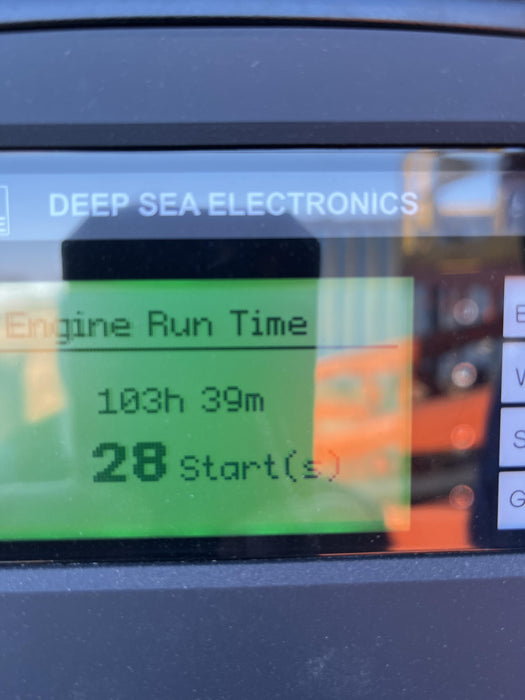 DEEP SEA ELECTRONICS
Engine Run Time
103h 39m
28 Start(s)
E
W
S
G